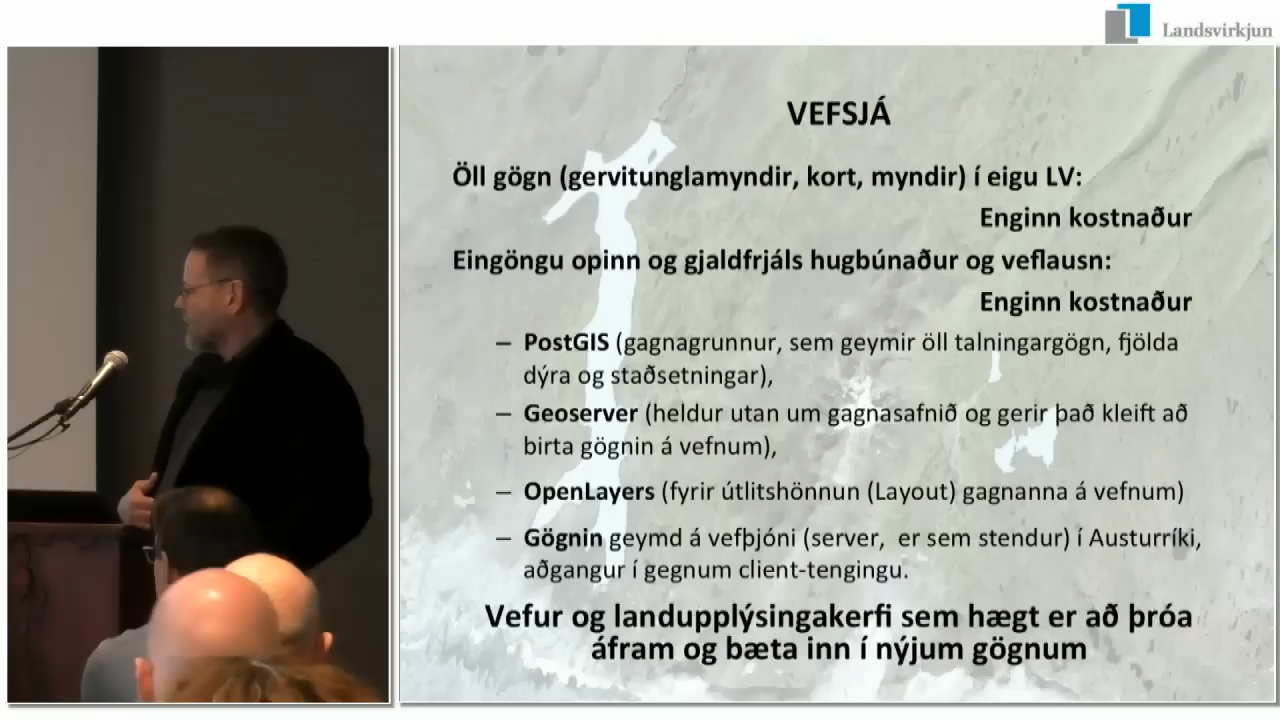 Landsvirkjun
VEFSJÁ
Öll gögn (gervitunglamyndir, kort, myndir) í eigu LV:
Enginn kostnaður
Eingöngu opinn og gjaldfrjáls hugbúnaður og veflausn:
Enginn kostnaður
– PostGIS (gagnagrunnur, sem geymir öll talningargögn, fjölda
dýra og staðsetningar),
– Geoserver (heldur utan um gagnasafnið og gerir það kleift að
birta gögnin á vefnum),
– OpenLayers (fyrir útlitshönnun (Layout) gagnanna á vefnum)
– Gögnin geymd á vefþjóni (server, er sem stendur) í Austurríki,
aðgangur í gegnum client-tengingu.
Vefur og landupplýsingakerfi sem hægt er að þróa
áfram og bæta inn í nýjum gögnum